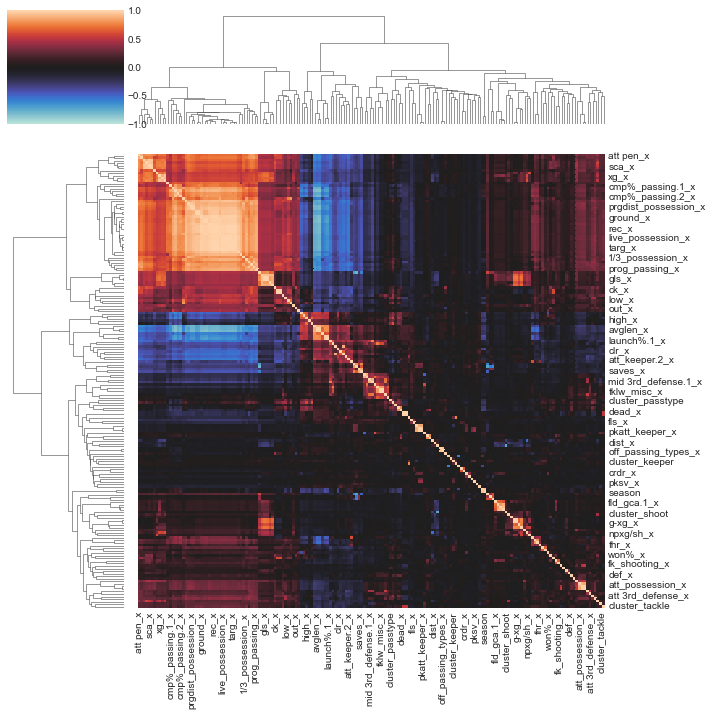 1.0
0.5
0.0
−0.5
−1.0
att pen_x
sca_x
xg_x
cmp%_passing.1_x
cmp%_passing.2_x
prgdist_possession_x
ground_x
rec_x
live_possession_x
targ_x
1/3_possession_x
prog_passing_x
gls_x
ck_x
low_x
out_x
high_x
avglen_x
launch%.1_x
clr_x
att_keeper.2_x
saves_x
mid 3rd_defense.1_x
fklw_misc_x
cluster_passtype
dead_x
fls_x
pkatt_keeper_x
dist_x
off_passing_types_x
cluster_keeper
crdr_x
pksv_x
season
fld_gca.1_x
cluster_shoot
g-xg_x
npxg/sh_x
fhr_x
won%_x
fk_shooting_x
def_x
att_possession_x
att 3rd_defense_x
cluster_tackle
att pen_x
sca_x
xg_x
cmp%_passing.1_x
cmp%_passing.2_x
prgdist_possession_x
ground_x
rec_x
live_possession_x
targ_x
1/3_possession_x
prog_passing_x
gls_x
ck_x
low_x
out_x
high_x
avglen_x
launch%.1_x
clr_x
att_keeper.2_x
saves_x
mid 3rd_defense.1_x
fklw_misc_x
cluster_passtype
dead_x
fls_x
pkatt_keeper_x
dist_x
off_passing_types_x
cluster_keeper
crdr_x
pksv_x
season
fld_gca.1_x
cluster_shoot
g-xg_x
npxg/sh_x
fhr_x
won%_x
fk_shooting_x
def_x
att_possession_x
att 3rd_defense_x
cluster_tackle